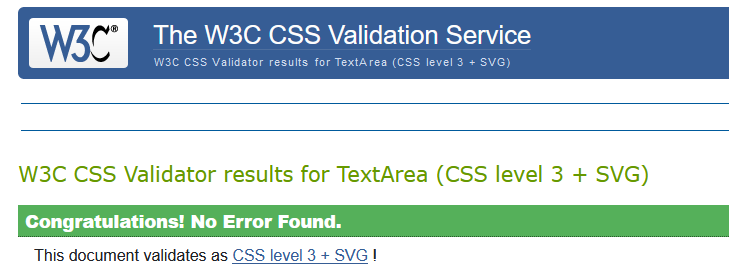 W3C®
The W3C CSS Validation Service
W3C CSS Validator results for TextArea (CSS level 3 + SVG)
W3C CSS Validator results for TextArea (CSS level 3 + SVG)
Congratulations! No Error Found.
This document validates as CSS level 3 + SVG !